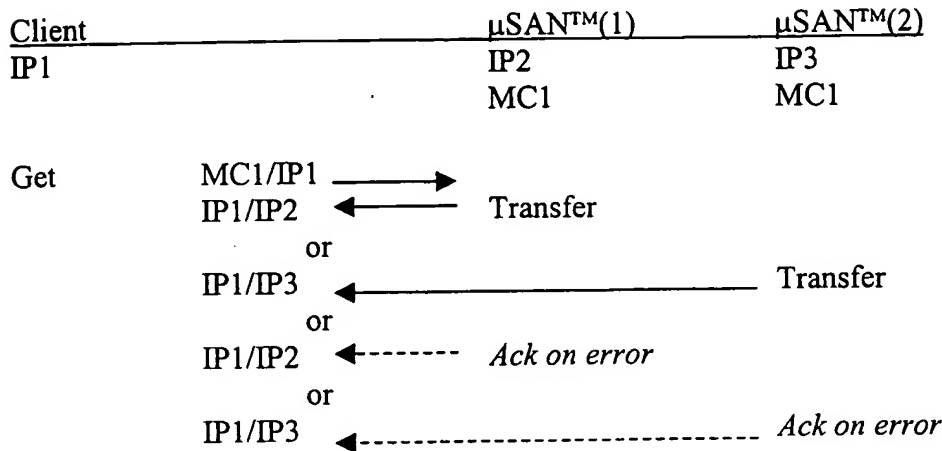 Client µSAN™(1) µSAN™(2)
IP1 IP2 IP3
MC1 MC1
Get MC1/IP1
IP1/IP2 Transfer
or
IP1/IP3 Transfer
or
IP1/IP2 Ack on error
or
IP1/IP3 Ack on error